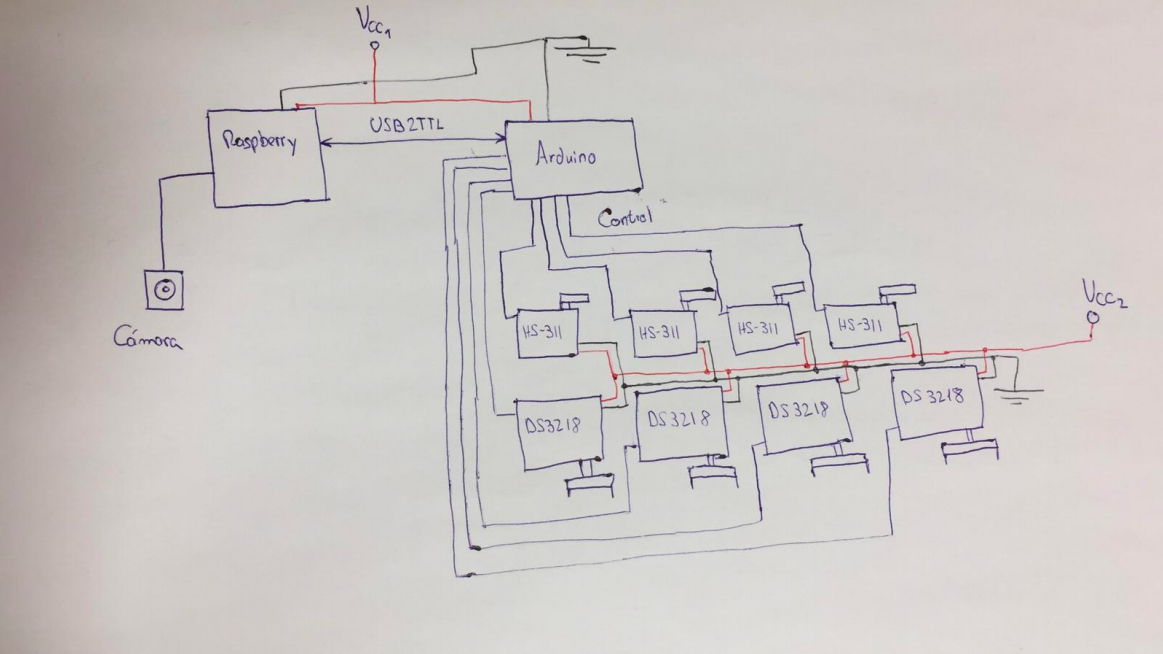 Vcc1
USB2TTL
Raspberry
Arduino
Control
Cámara
HS-311
HS-311
HS-311
HS-311
Vcc2
DS3218
DS3218
DS3218
DS3218